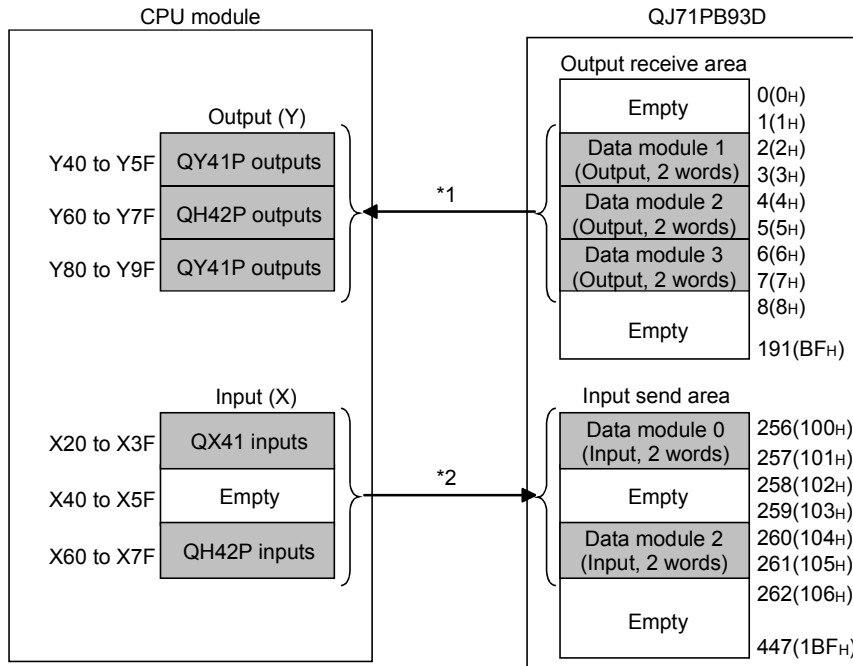 CPU module
QJ71PB93D
Output receive area
Empty
0(0H)
1(1H)
Output (Y)
Y40 to Y5F
QY41P outputs
Data module 1
(Output, 2 words)
2(2H)
3(3H)
*1
Y60 to Y7F
QH42P outputs
Data module 2
(Output, 2 words)
4(4H)
5(5H)
Y80 to Y9F
QY41P outputs
Data module 3
(Output, 2 words)
6(6H)
7(7H)
Empty
8(8H)
191(BFH)
Input (X)
Input send area
X20 to X3F
QX41 inputs
Data module 0
(Input, 2 words)
256(100H)
257(101H)
*2
X40 to X5F
Empty
Empty
258(102H)
259(103H)
X60 to X7F
QH42P inputs
Data module 2
(Input, 2 words)
260(104H)
261(105H)
Empty
262(106H)
447(1BFH)